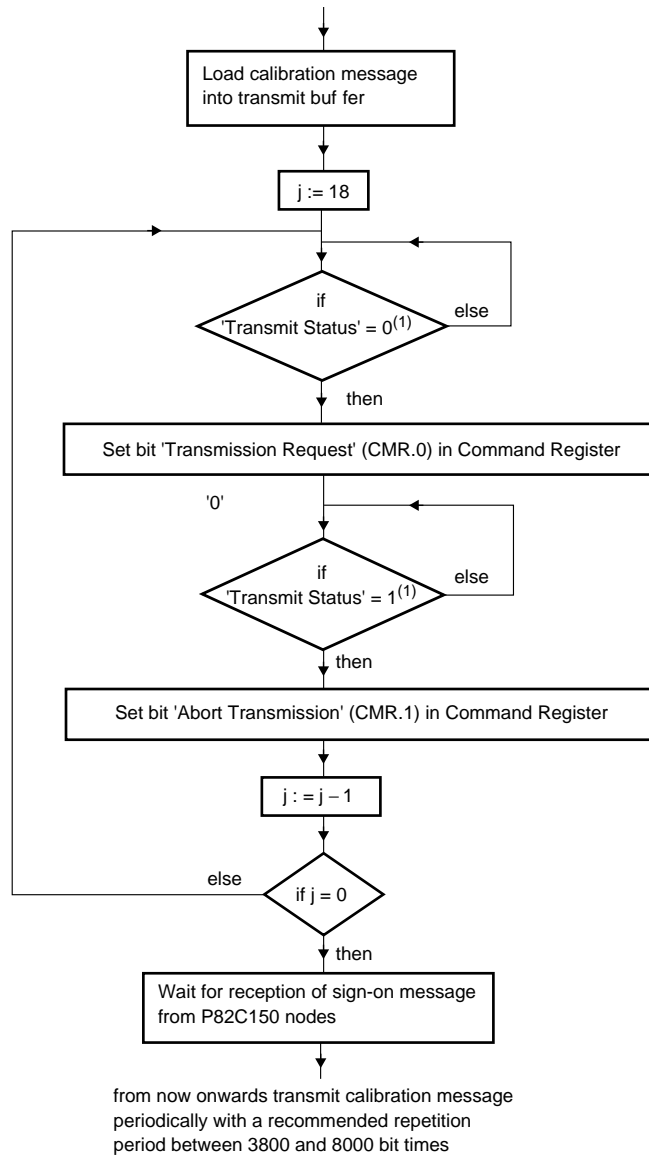 Load calibration message
into transmit buf fer
j := 18
if
'Transmit Status' = 0(1)
else
then
Set bit 'Transmission Request' (CMR.0) in Command Register
'0'
if
'Transmit Status' = 1(1)
else
then
Set bit 'Abort Transmission' (CMR.1) in Command Register
j : = j – 1
else
if j = 0
then
Wait for reception of sign-on message
from P82C150 nodes
from now onwards transmit calibration message
periodically with a recommended repetition
period between 3800 and 8000 bit times